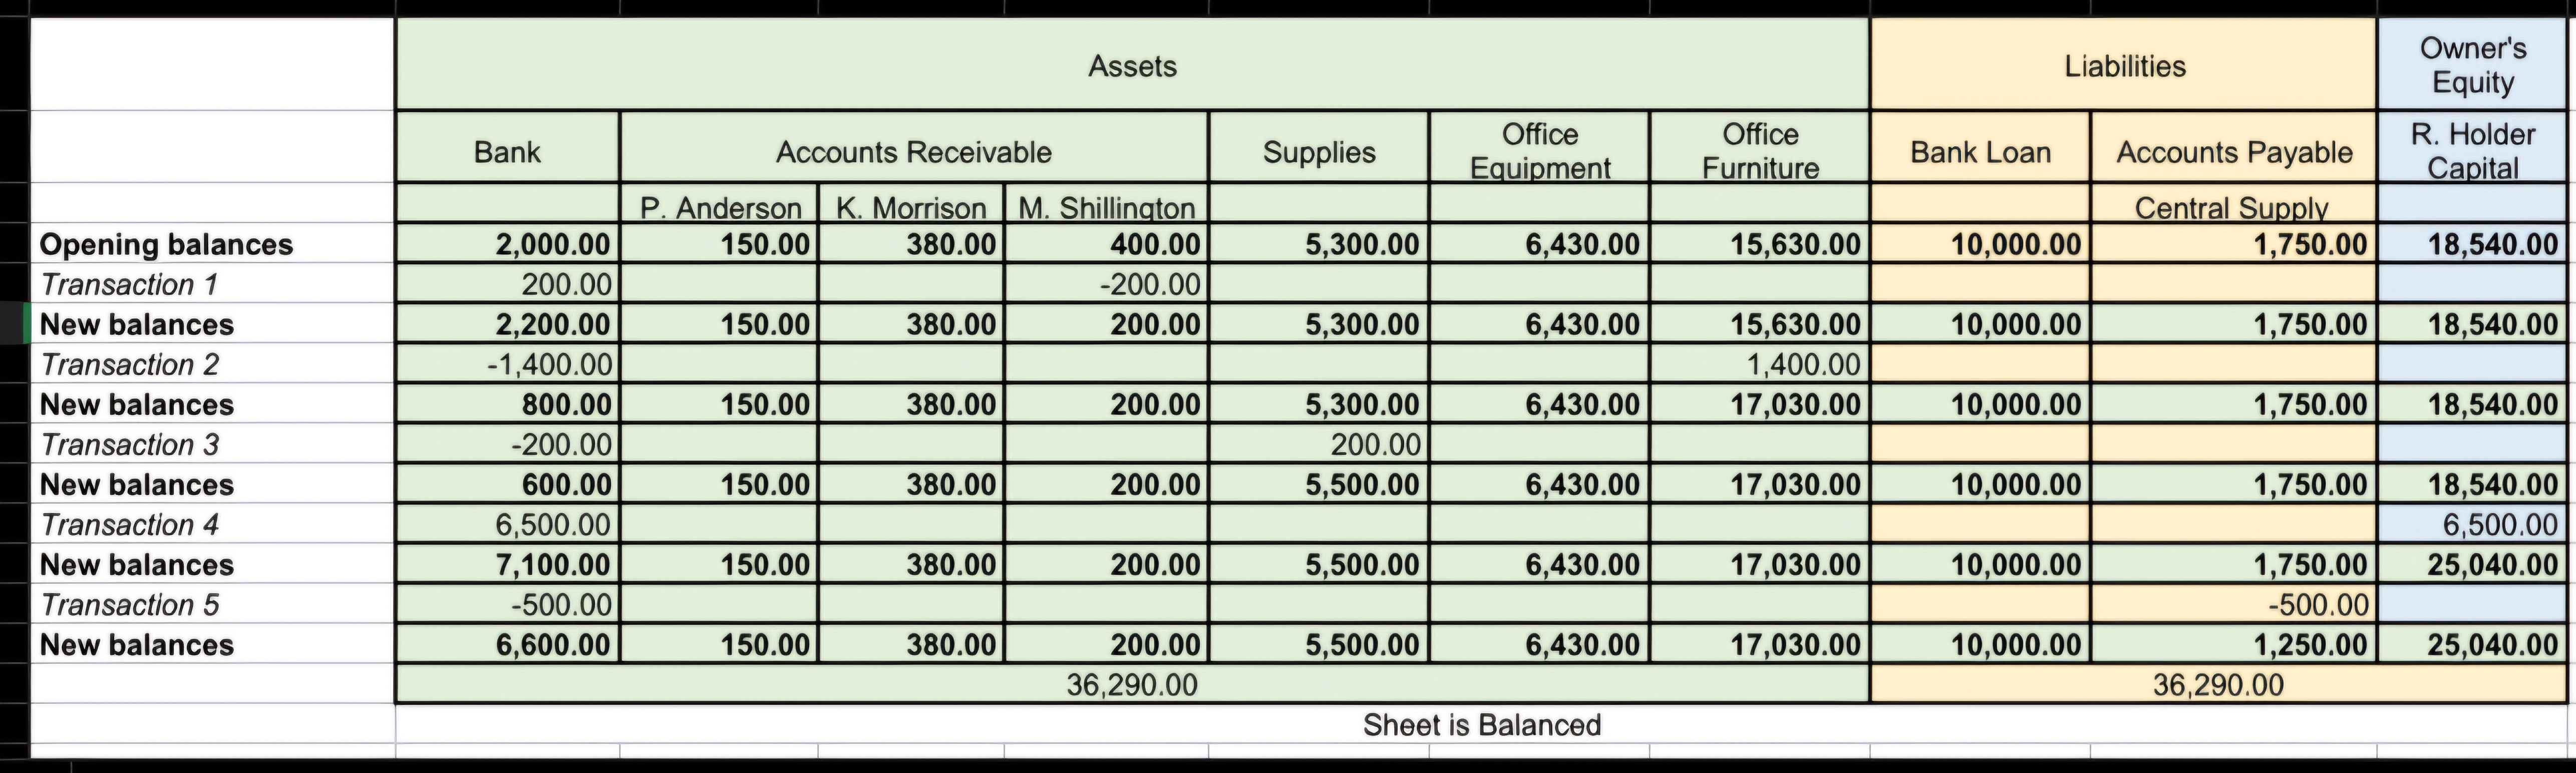 Assets Liabilities Owner's Equity
Bank Accounts Receivable Supplies Office Equipment Office Furniture Bank Loan Accounts Payable R. Holder Capital
P. Anderson K. Morrison M. Shillington Central Supply
Opening balances 2,000.00 150.00 380.00 400.00 5,300.00 6,430.00 15,630.00 10,000.00 1,750.00 18,540.00
Transaction 1 200.00 -200.00
New balances 2,200.00 150.00 380.00 200.00 5,300.00 6,430.00 15,630.00 10,000.00 1,750.00 18,540.00
Transaction 2 -1,400.00 1,400.00
New balances 800.00 150.00 380.00 200.00 5,300.00 6,430.00 17,030.00 10,000.00 1,750.00 18,540.00
Transaction 3 -200.00 200.00
New balances 600.00 150.00 380.00 200.00 5,500.00 6,430.00 17,030.00 10,000.00 1,750.00 18,540.00
Transaction 4 6,500.00 6,500.00
New balances 7,100.00 150.00 380.00 200.00 5,500.00 6,430.00 17,030.00 10,000.00 1,750.00 25,040.00
Transaction 5 -500.00 -500.00
New balances 6,600.00 150.00 380.00 200.00 5,500.00 6,430.00 17,030.00 10,000.00 1,250.00 25,040.00
36,290.00 36,290.00
Sheet is Balanced